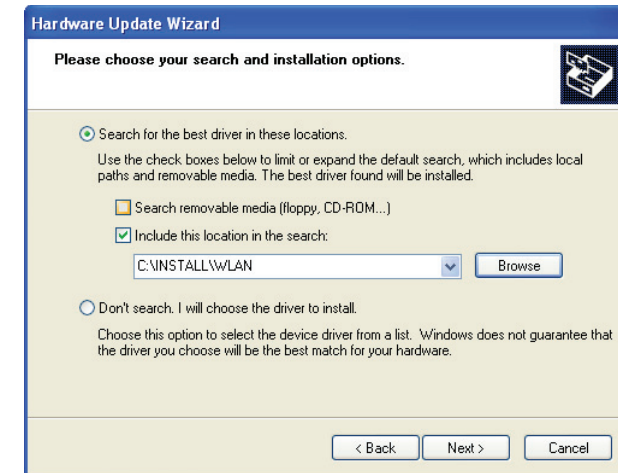 Hardware Update Wizard
Please choose your search and installation options.
Search for the best driver in these locations.
Use the check boxes below to limit or expand the default search, which includes local
paths and removable media. The best driver found will be installed.
Search removable media (floppy, CD-ROM...)
Include this location in the search:
C:\INSTALL\WLAN
Browse
Don't search. I will choose the driver to install.
Choose this option to select the device driver from a list. Windows does not guarantee that
the driver you choose will be the best match for your hardware.
< Back Next > Cancel